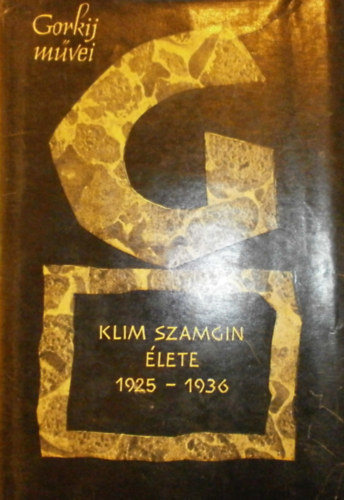 Gorkij
művei
G
KLIM SZAMGIN
ÉLETE
1925 - 1936